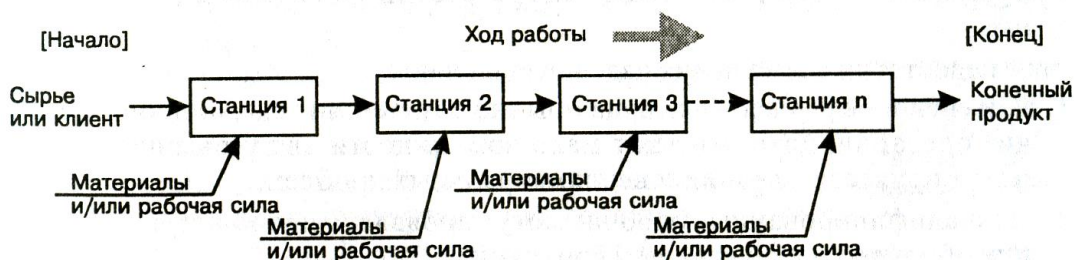 Ход работы
[Начало]
[Конец]
Сырье
или клиент
Станция 1
Станция 2
Станция 3
Станция n
Конечный
продукт
Материалы
и/или рабочая сила
Материалы
и/или рабочая сила
Материалы
и/или рабочая сила
Материалы
и/или рабочая сила